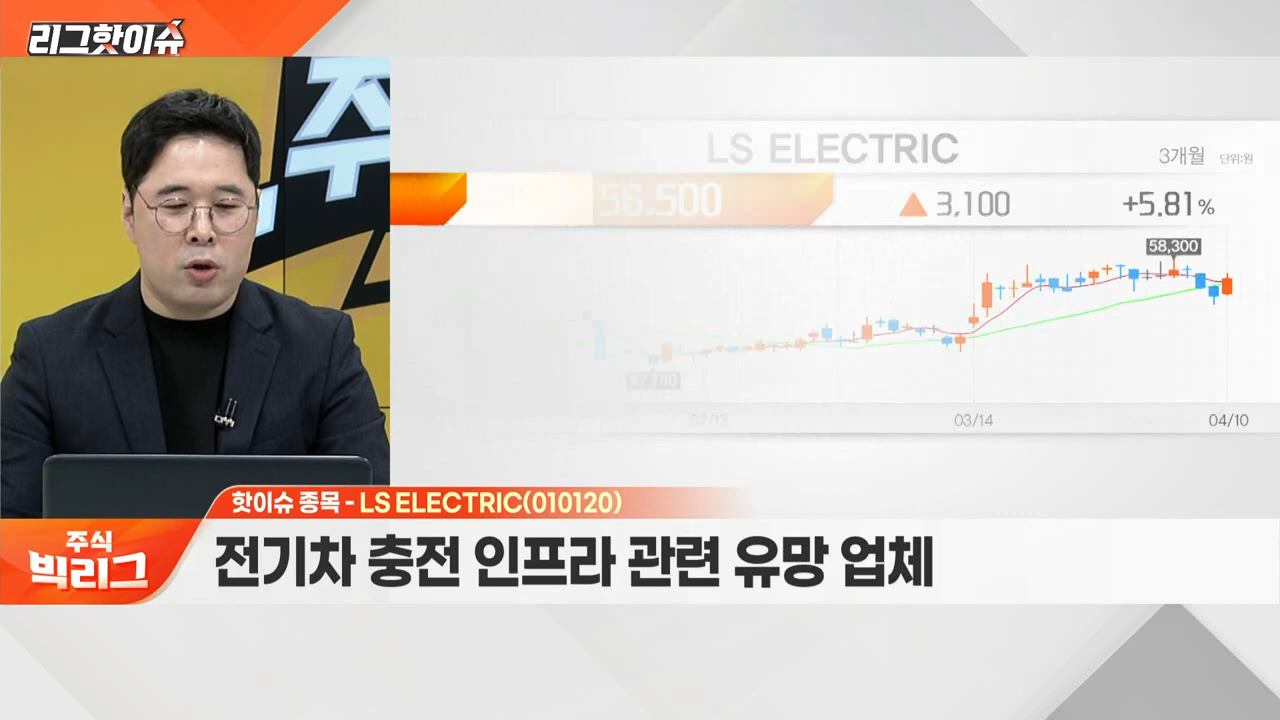 리그핫이슈
LS ELECTRIC
3개월 단위:원
56,500 ▲ 3,100 +5.81%
58,300
02/13 03/14 04/10
핫이슈 종목 - LS ELECTRIC(010120)
주식
빅리그
전기차 충전 인프라 관련 유망 업체